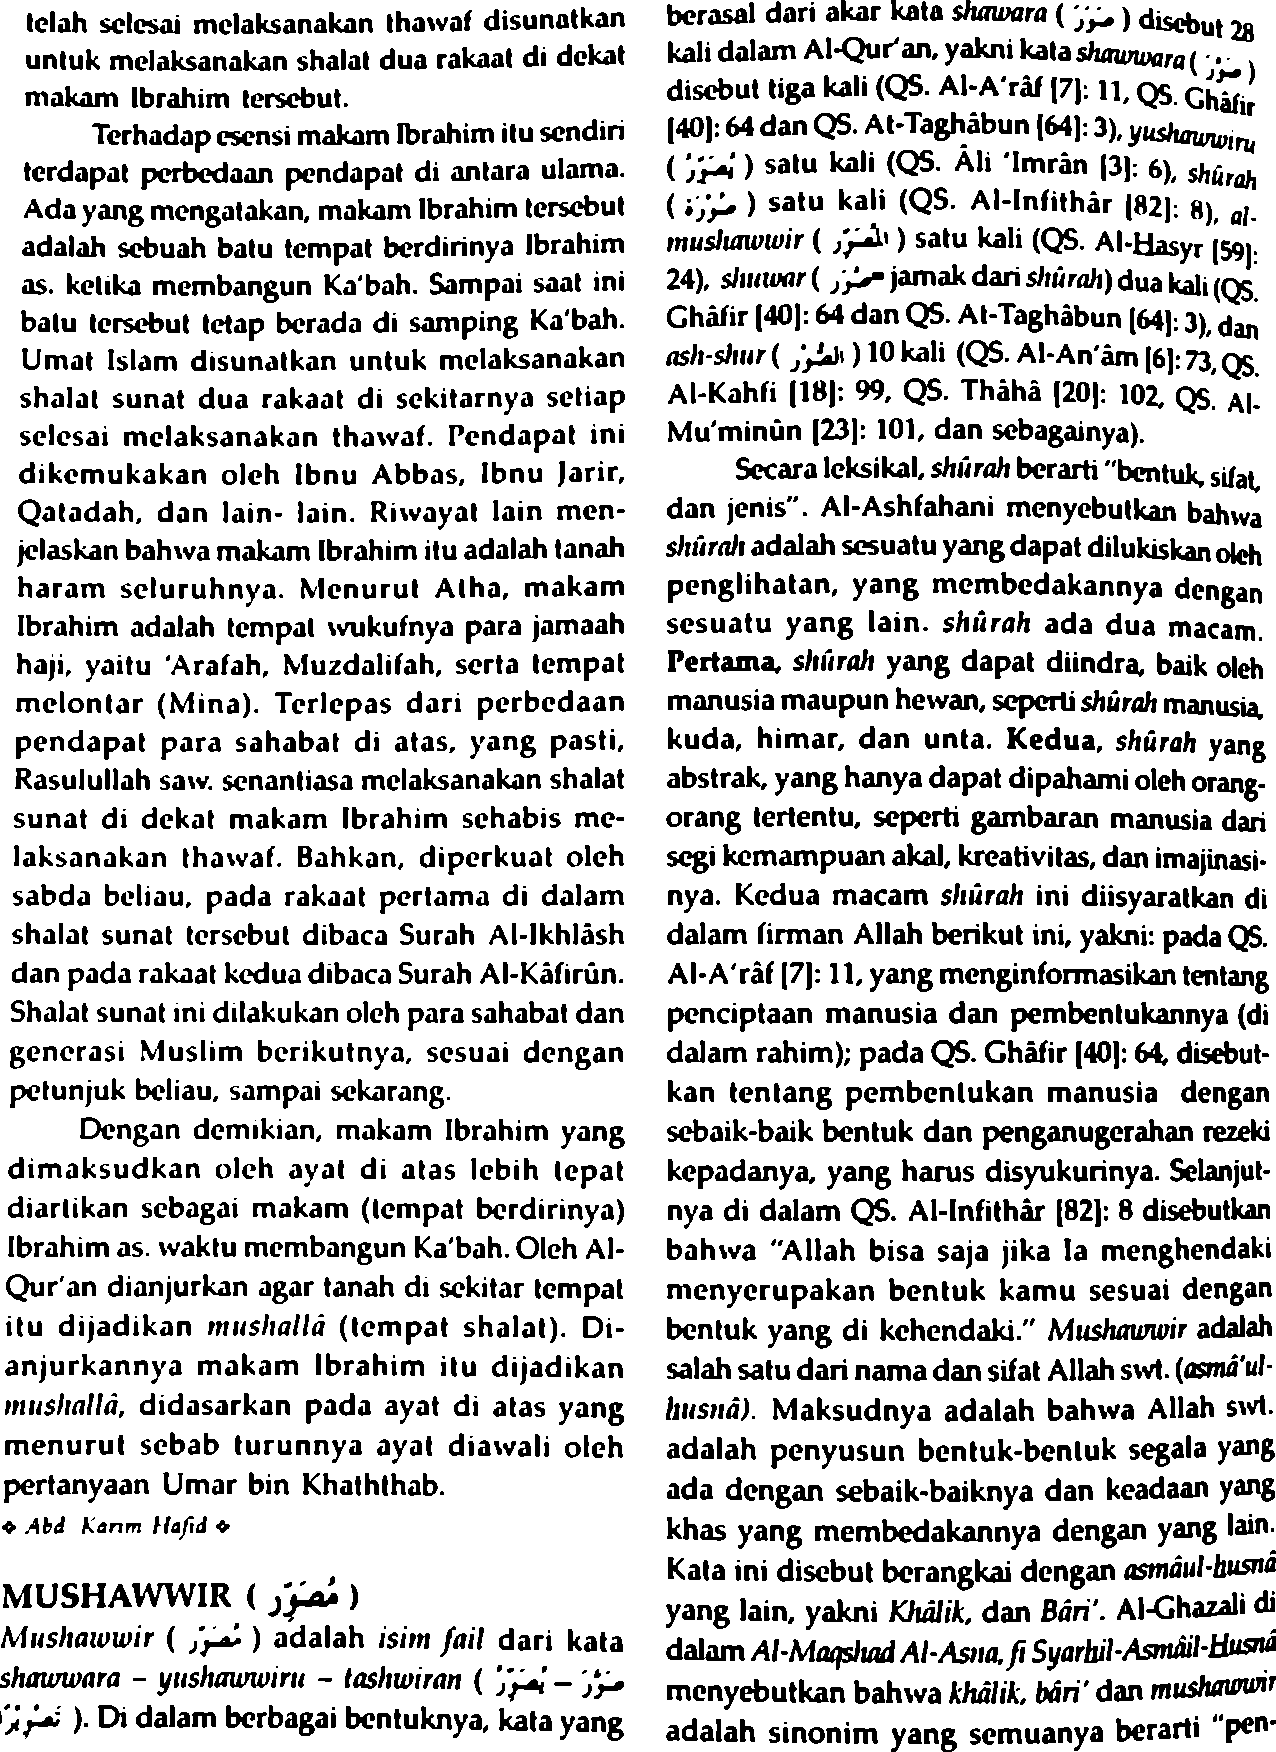 telah selesai melaksanakan thawaf disunatkan
untuk melaksanakan shalat dua rakaat di dekat
makam Ibrahim tersebut.
Terhadap esensi makam Ibrahim itu sendiri
terdapat perbedaan pendapat di antara ulama.
Ada yang mengatakan, makam Ibrahim tersebut
adalah sebuah batu tempat berdirinya Ibrahim
as. ketika membangun Ka'bah. Sampai saat ini
batu tersebut tetap berada di samping Ka'bah.
Umat Islam disunatkan untuk melaksanakan
shalat sunat dua rakaat di sekitarnya setiap
selesai melaksanakan thawaf. Pendapat ini
dikemukakan oleh Ibnu Abbas, Ibnu Jarir,
Qatadah, dan lain- lain. Riwayat lain men-
jelaskan bahwa makam Ibrahim itu adalah tanah
haram seluruhnya. Menurut Atha, makam
Ibrahim adalah tempat wukufnya para jamaah
haji, yaitu 'Arafah, Muzdalifah, serta tempat
melontar (Mina). Terlepas dari perbedaan
pendapat para sahabat di atas, yang pasti,
Rasulullah saw. senantiasa melaksanakan shalat
sunat di dekat makam Ibrahim sehabis me-
laksanakan thawaf. Bahkan, diperkuat oleh
sabda beliau, pada rakaat pertama di dalam
shalat sunat tersebut dibaca Surah Al-Ikhlâsh
dan pada rakaat kedua dibaca Surah Al-Kâfirûn.
Shalat sunat ini dilakukan oleh para sahabat dan
generasi Muslim berikutnya, sesuai dengan
petunjuk beliau, sampai sekarang.
Dengan demikian, makam Ibrahim yang
dimaksudkan oleh ayat di atas lebih tepat
diartikan sebagai makam (tempat berdirinya)
Ibrahim as. waktu membangun Ka'bah. Oleh Al-
Qur'an dianjurkan agar tanah di sekitar tempat
itu dijadikan mushallâ (tempat shalat). Di-
anjurkannya makam Ibrahim itu dijadikan
mushallâ, didasarkan pada ayat di atas yang
menurut sebab turunnya ayat diawali oleh
pertanyaan Umar bin Khaththab.
❖ Abd Karim Hafid ❖
MUSHAWWIR ( مُصَوِّر )
Mushawwir ( مُصَوِّر ) adalah isim fail dari kata
shawwara – yushawwiru – tashwiran ( صَوَّرَ – يُصَوِّرُ
تَصْوِيْرًا ). Di dalam berbagai bentuknya, kata yang
berasal dari akar kata shawara ( صَوَرَ ) disebut 28
kali dalam Al-Qur'an, yakni kata shawwara ( صَوَّرَ )
disebut tiga kali (QS. Al-A'râf [7]: 11, QS. Ghâfir
[40]: 64 dan QS. At-Taghâbun [64]: 3), yushawwiru
( يُصَوِّرُ ) satu kali (QS. Âli 'Imrân [3]: 6), shûrah
( صُوْرَة ) satu kali (QS. Al-Infithâr [82]: 8), al-
mushawwir ( المُصَوِّر ) satu kali (QS. Al-Hasyr [59]:
24), shuwar ( صُوَر jamak dari shûrah) dua kali (QS.
Ghâfir [40]: 64 dan QS. At-Taghâbun [64]: 3), dan
ash-shur ( الصُّوْر ) 10 kali (QS. Al-An'âm [6]: 73, QS.
Al-Kahfi [18]: 99, QS. Thâhâ [20]: 102, QS. Al-
Mu'minûn [23]: 101, dan sebagainya).
Secara leksikal, shûrah berarti "bentuk, sifat,
dan jenis". Al-Ashfahani menyebutkan bahwa
shûrah adalah sesuatu yang dapat dilukiskan oleh
penglihatan, yang membedakannya dengan
sesuatu yang lain. shûrah ada dua macam.
Pertama, shûrah yang dapat diindra, baik oleh
manusia maupun hewan, seperti shûrah manusia,
kuda, himar, dan unta. Kedua, shûrah yang
abstrak, yang hanya dapat dipahami oleh orang-
orang tertentu, seperti gambaran manusia dari
segi kemampuan akal, kreativitas, dan imajinasi-
nya. Kedua macam shûrah ini diisyaratkan di
dalam firman Allah berikut ini, yakni: pada QS.
Al-A'râf [7]: 11, yang menginformasikan tentang
penciptaan manusia dan pembentukannya (di
dalam rahim); pada QS. Ghâfir [40]: 64, disebut-
kan tentang pembentukan manusia dengan
sebaik-baik bentuk dan penganugerahan rezeki
kepadanya, yang harus disyukurinya. Selanjut-
nya di dalam QS. Al-Infithâr [82]: 8 disebutkan
bahwa "Allah bisa saja jika Ia menghendaki
menyerupakan bentuk kamu sesuai dengan
bentuk yang di kehendaki." Mushawwir adalah
salah satu dari nama dan sifat Allah swt. (asmâ'ul-
husnâ). Maksudnya adalah bahwa Allah swt.
adalah penyusun bentuk-bentuk segala yang
ada dengan sebaik-baiknya dan keadaan yang
khas yang membedakannya dengan yang lain.
Kata ini disebut berangkai dengan asmâul-husnâ
yang lain, yakni Khâlik, dan Bâri'. Al-Ghazali di
dalam Al-Maqshad Al-Asna, fi Syarhil-Asmâil-Husnâ
menyebutkan bahwa khâlik, bâri' dan mushawwir
adalah sinonim yang semuanya berarti "pen-